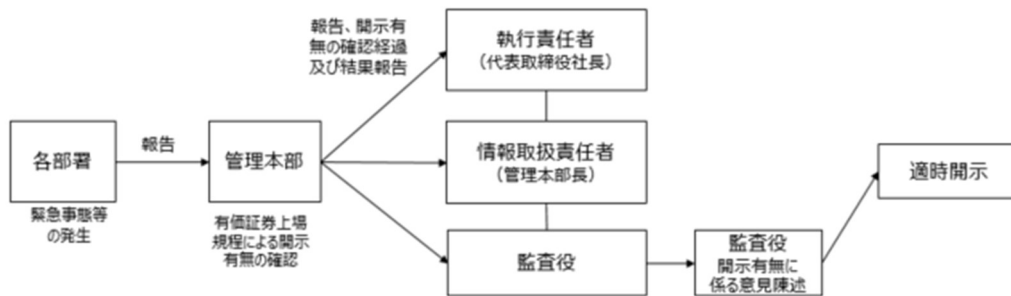 報告、開示有
無の確認経過
及び結果報告
執行責任者
（代表取締役社長）
各部署
報告
管理本部
情報取扱責任者
（管理本部長）
適時開示
緊急事態等
の発生
有価証券上場
規程による開示
有無の確認
監査役
監査役
開示有無に
係る意見陳述